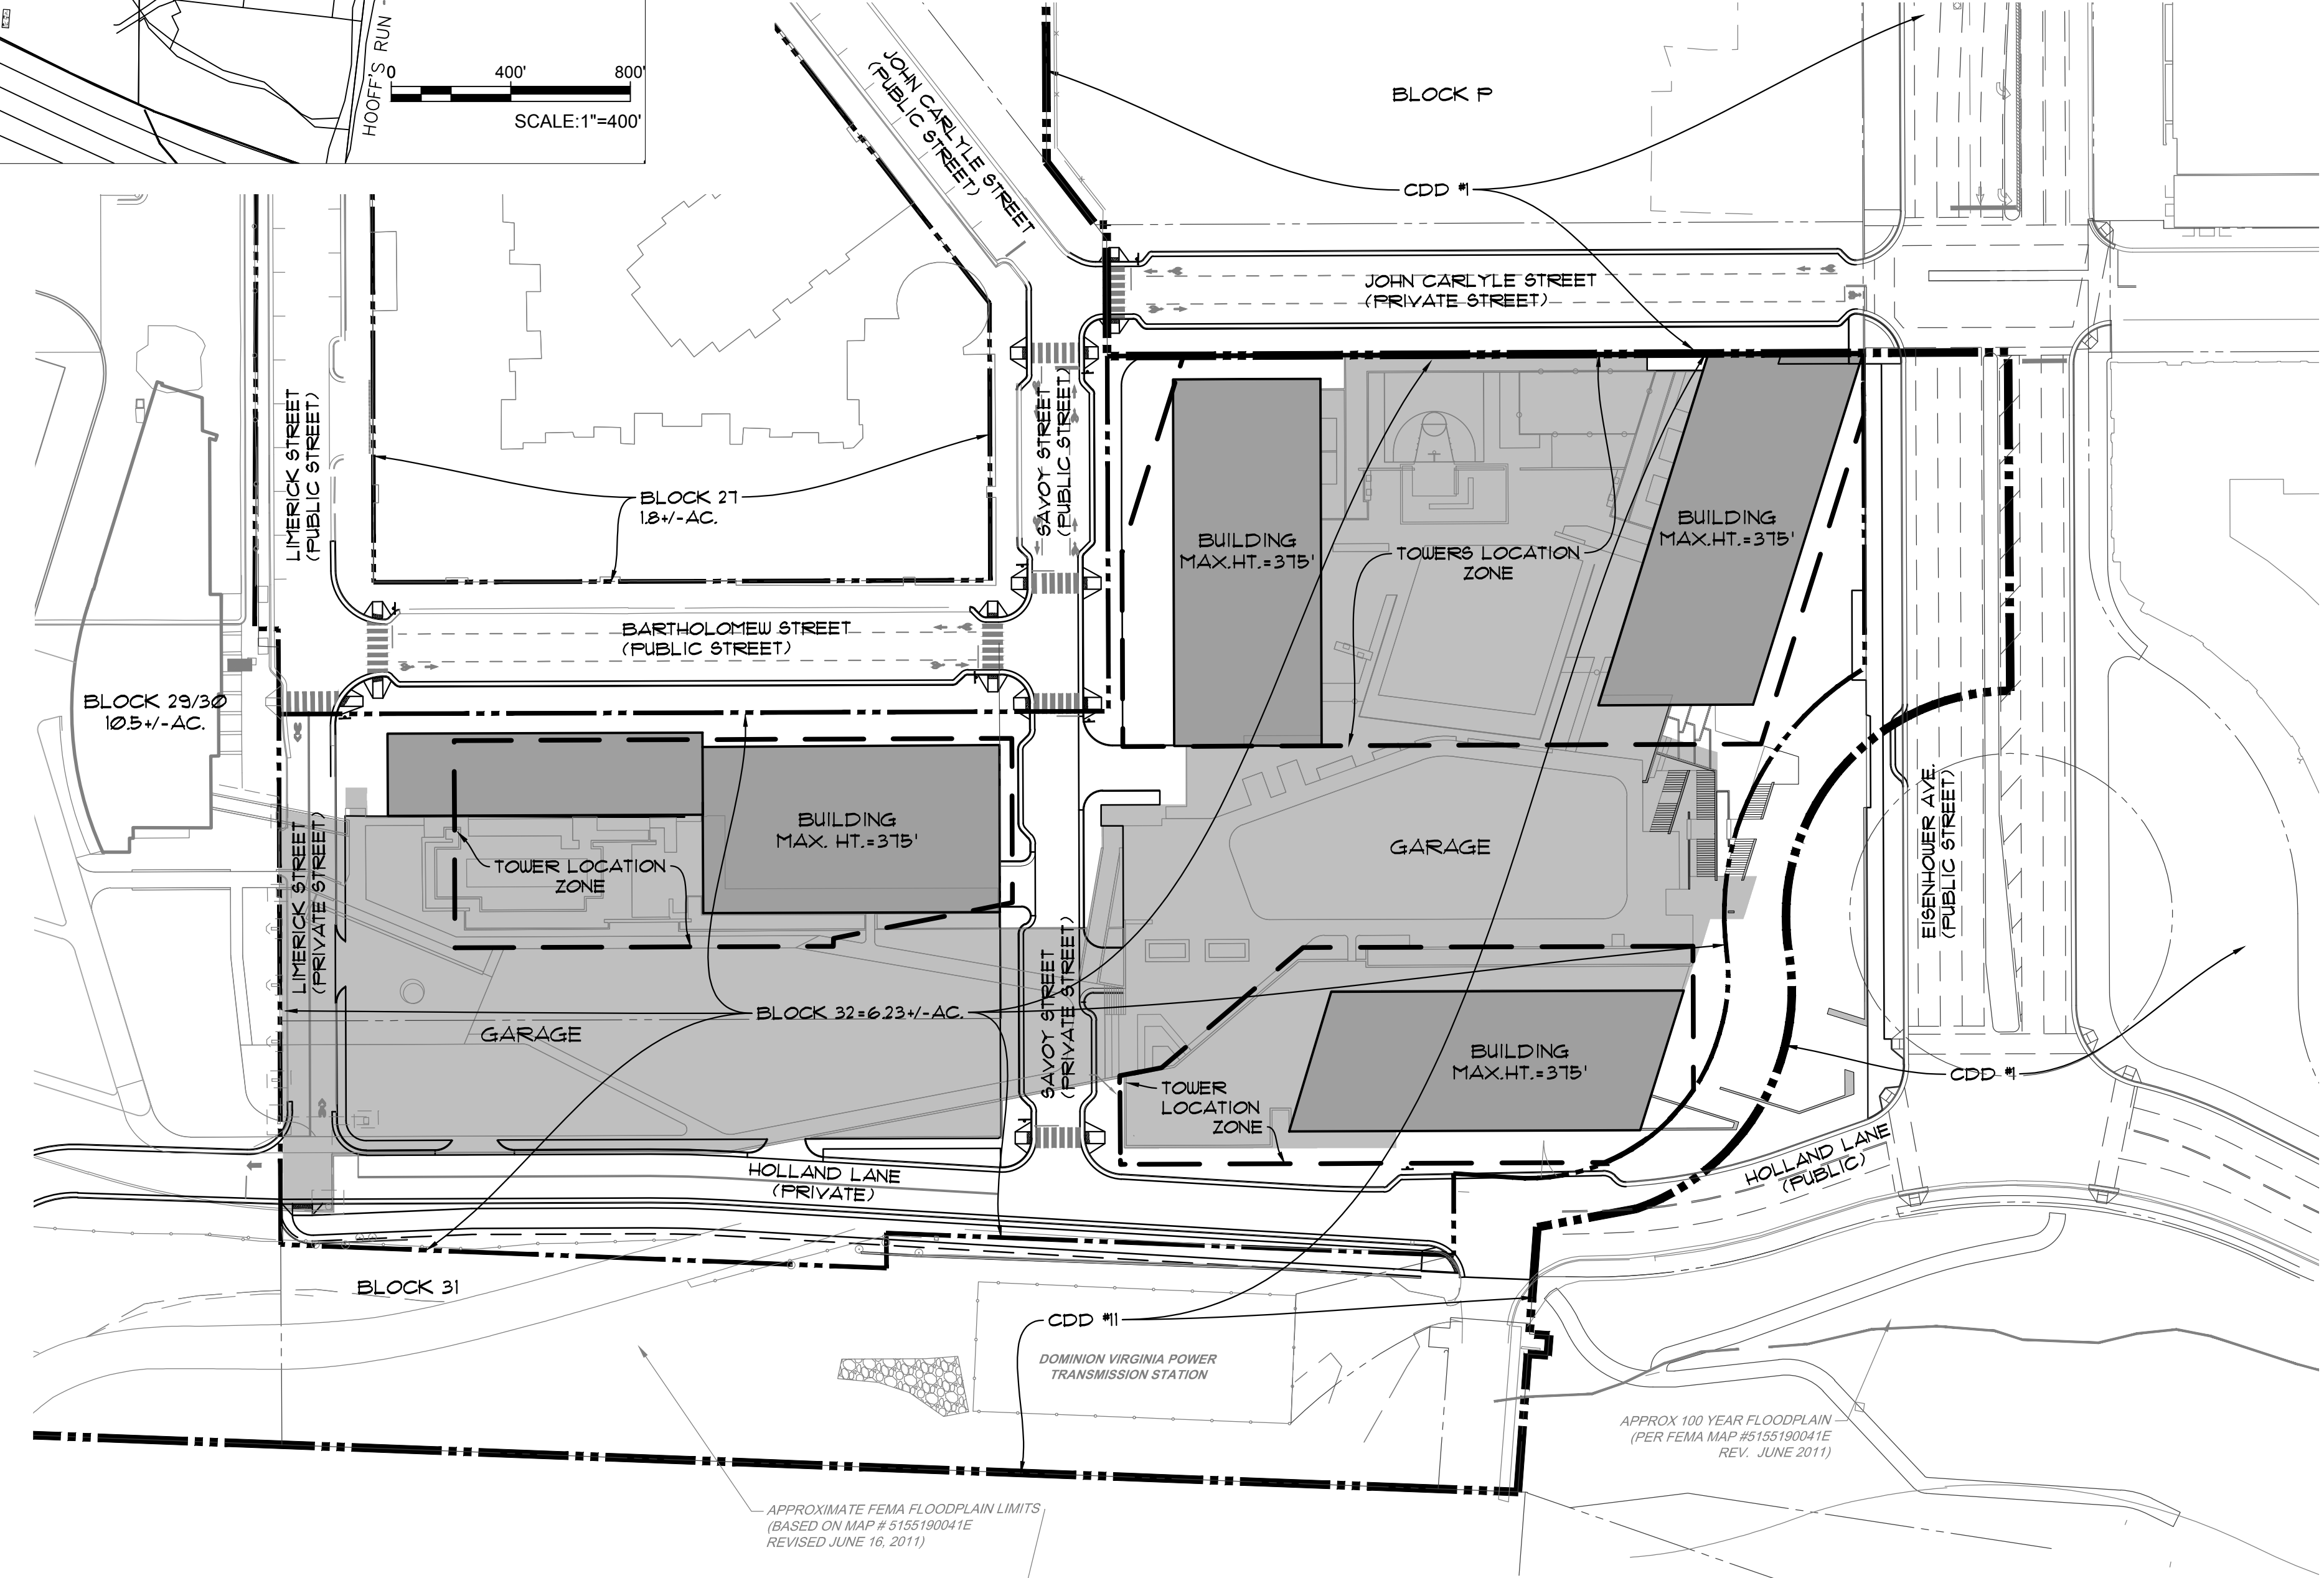 HOOFF'S RUN
0 400' 800'
SCALE:1"=400'
JOHN CARLYLE STREET
(PUBLIC STREET)
BLOCK P
CDD #1
JOHN CARLYLE STREET
(PRIVATE STREET)
LIMERICK STREET
(PUBLIC STREET)
SAVOY STREET
(PUBLIC STREET)
BLOCK 27
1.8+/-AC.
BUILDING
MAX.HT.=375'
TOWERS LOCATION
ZONE
BUILDING
MAX.HT.=375'
BARTHOLOMEW STREET
(PUBLIC STREET)
BLOCK 29/30
10.5+/-AC.
BUILDING
MAX. HT.=375'
TOWER LOCATION
ZONE
GARAGE
EISENHOWER AVE.
(PUBLIC STREET)
LIMERICK STREET
(PRIVATE STREET)
BLOCK 32=6.23+/-AC.
SAVOY STREET
(PRIVATE STREET)
GARAGE
BUILDING
MAX.HT.=375'
TOWER
LOCATION
ZONE
CDD #1
HOLLAND LANE
(PRIVATE)
HOLLAND LANE
(PUBLIC)
BLOCK 31
CDD #11
DOMINION VIRGINIA POWER
TRANSMISSION STATION
APPROX 100 YEAR FLOODPLAIN
(PER FEMA MAP #5155190041E
REV. JUNE 2011)
APPROXIMATE FEMA FLOODPLAIN LIMITS
(BASED ON MAP # 5155190041E
REVISED JUNE 16, 2011)